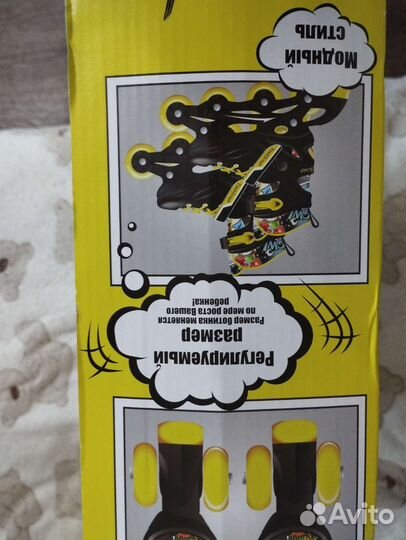 Регулируемый
размер
Размер ботинка меняется
по мере роста Вашего
ребенка!
Модный
стиль
Avito